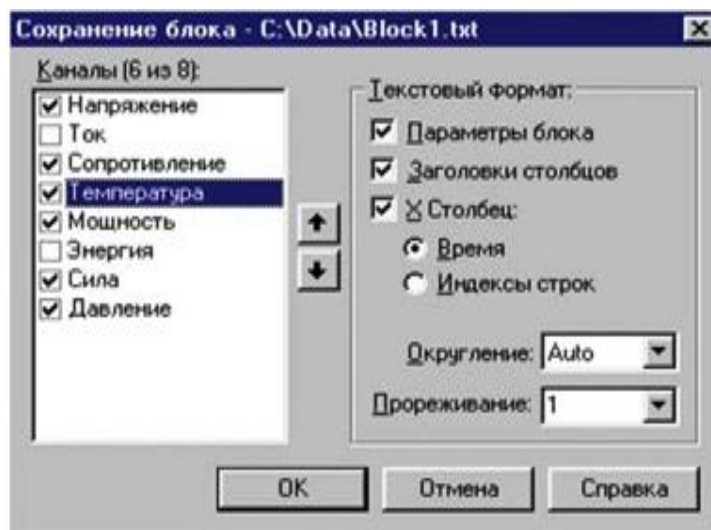 Сохранение блока - C:\Data\Block1.txt
Каналы (6 из 8):
Напряжение
Ток
Сопротивление
Температура
Мощность
Энергия
Сила
Давление
Текстовый формат:
Параметры блока
Заголовки столбцов
X Столбец:
Время
Индексы строк
Округление: Auto
Прореживание: 1
OK Отмена Справка